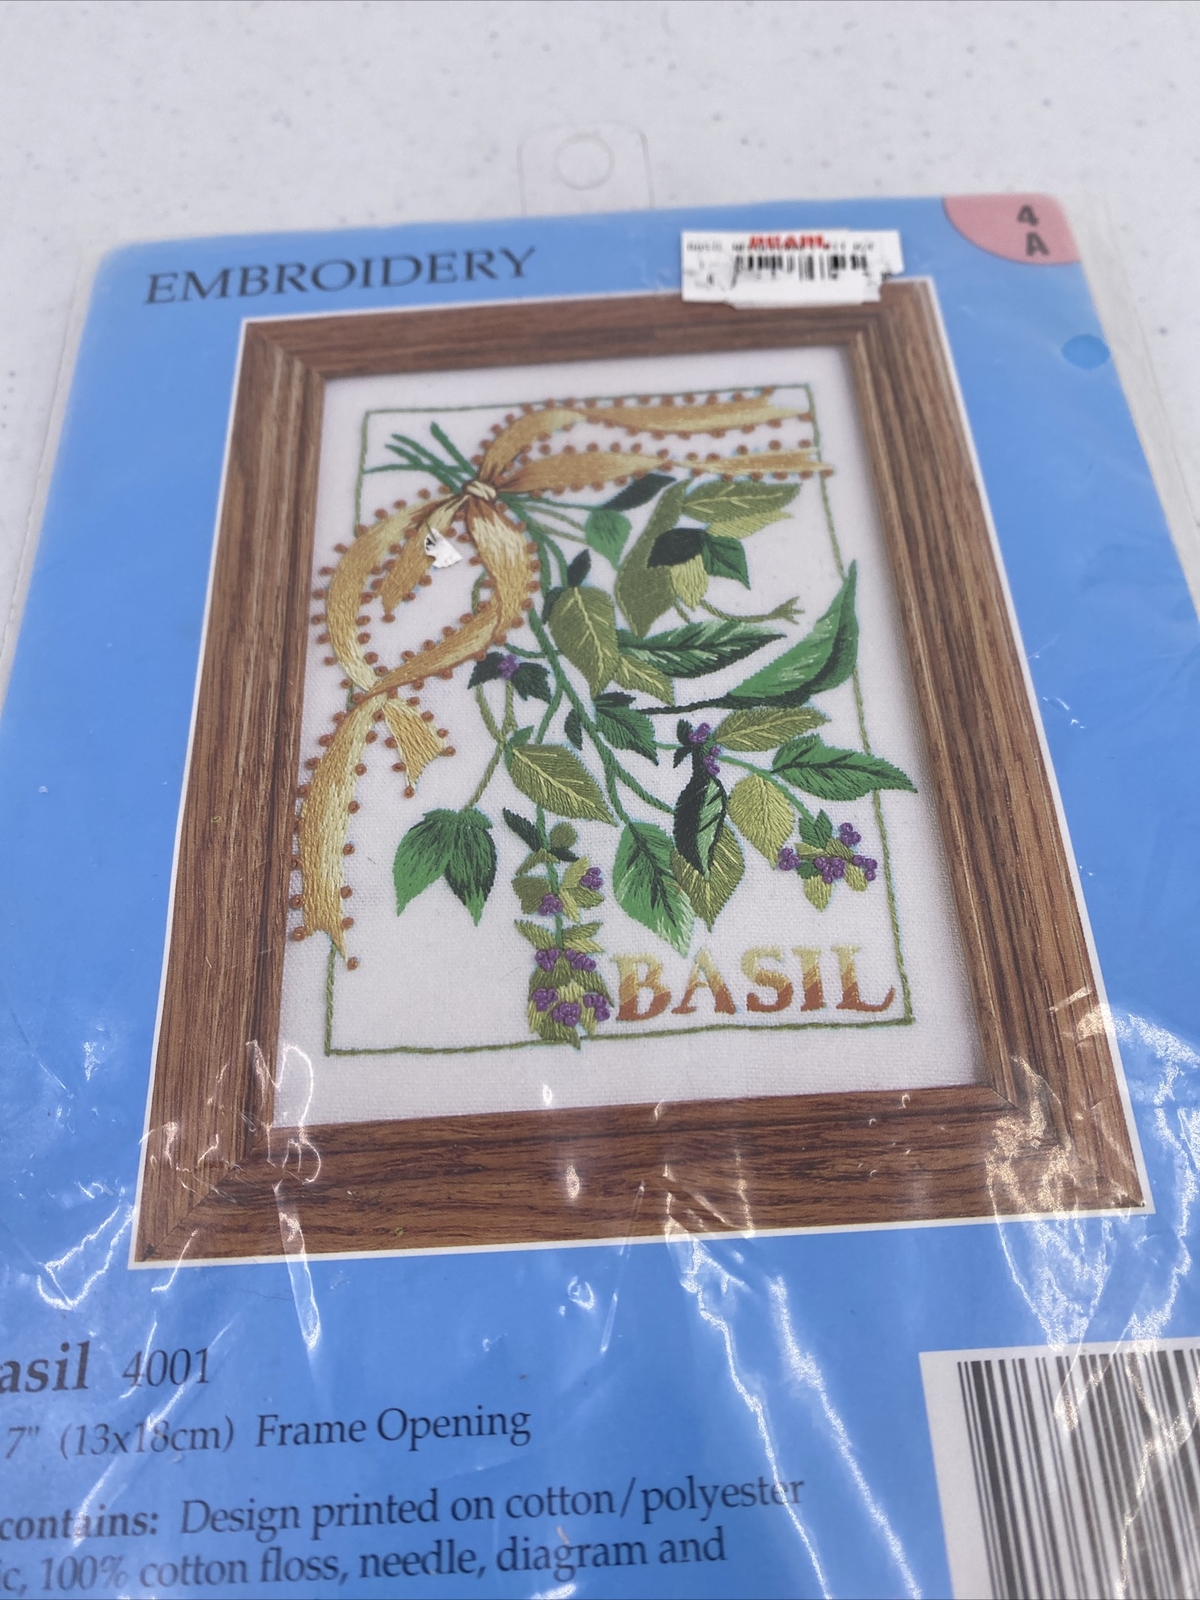 EMBROIDERY
4
A
BASIL
asil 4001
7" (13x18cm) Frame Opening
contains: Design printed on cotton/polyester
ic, 100% cotton floss, needle, diagram and